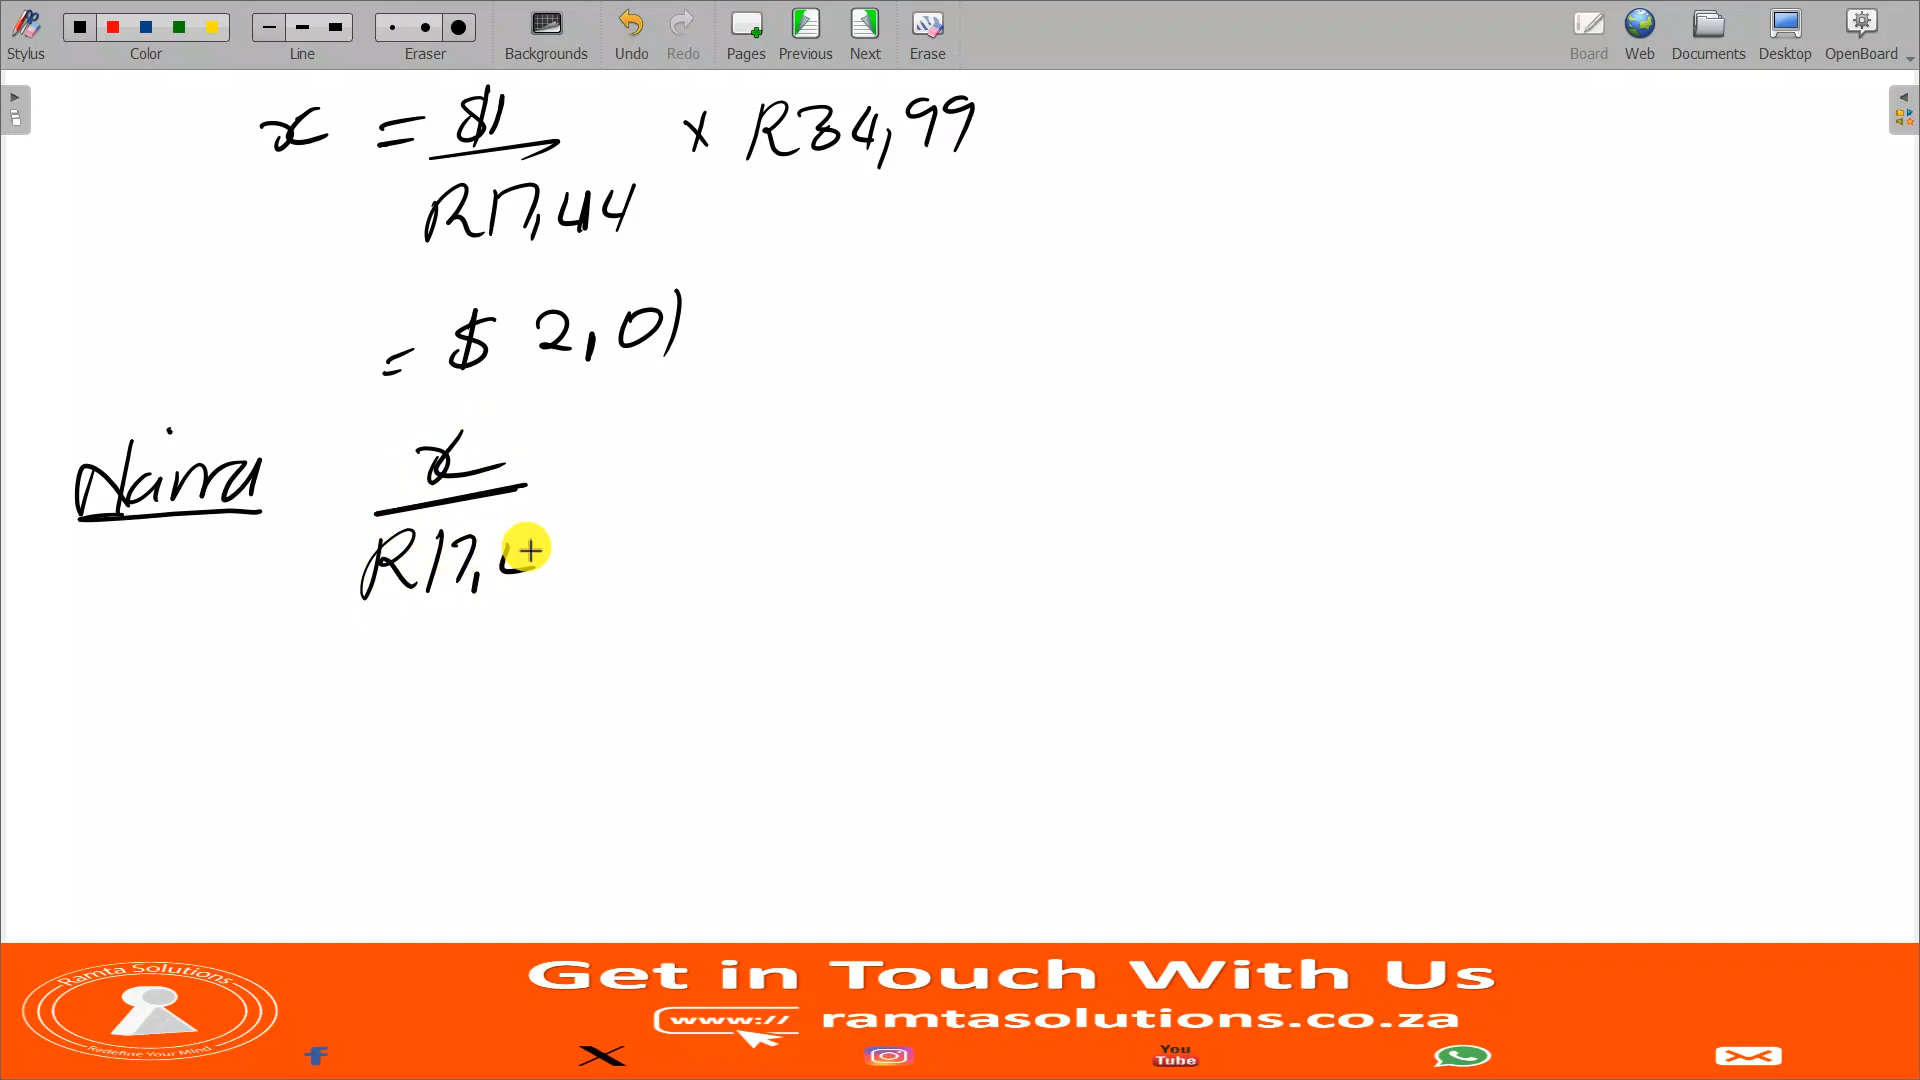 Stylus Color Line Eraser Backgrounds Undo Redo Pages Previous Next Erase Board Web Documents Desktop OpenBoard
x = $1 / R17,44 × R34,99
= $ 2,01
Naira x / R17,4
Get in Touch With Us
www:// ramtasolutions.co.za
Ramta Solutions
Redefine Your Mind
You
Tube